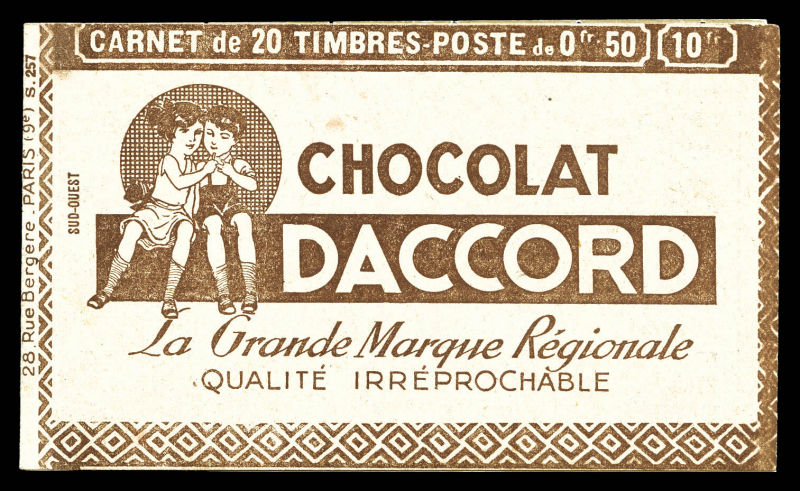 CARNET de 20 TIMBRES-POSTE de 0fr. 50 10fr
28. Rue Bergere - PARIS (9e) S. 257
SUD-OUEST
CHOCOLAT
DACCORD
La Grande Marque Régionale
QUALITÉ IRRÉPROCHABLE